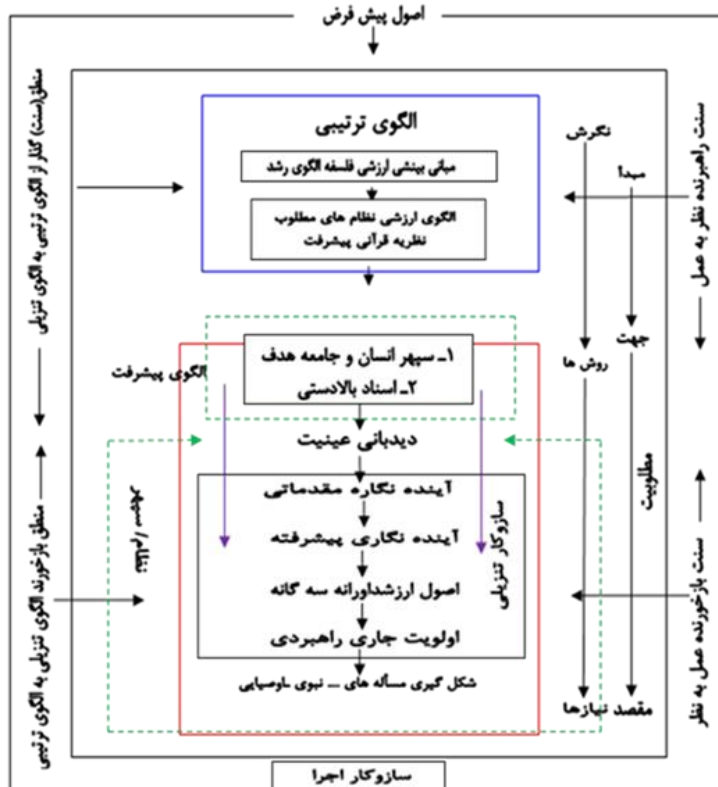 اصول پیش فرض
الگوی ترتیبی
مبانی بینشی ارزشی فلسفه الگوی رشد
الگوی ارزشی نظام های مطلوب
نظریه قرآنی پیشرفت
نگرش
مبدأ
سنت راهبرنده نظر به عمل
منطق(سنت) گذار از الگوی ترتیبی به الگوی تنزیلی
۱ـ سپهر انسان و جامعه هدف
۲ـ اسناد بالادستی
جهت
روش ها
الگوی پیشرفت
دیدبانی عینیت
آینده نگاره مقدماتی
آینده نگاری پیشرفته
اصول ارزشداورانه سه گانه
اولویت جاری راهبردی
شکل گیری مسأله های ... نبوی ـاوصیایی
سازوکار تنزیلی
مطلوبیت
سپهر
سنت بازخورنده عمل به نظر
منطق بازخورند الگوی تنزیلی به الگوی ترتیبی
مقصد
نیازها
سازوکار اجرا